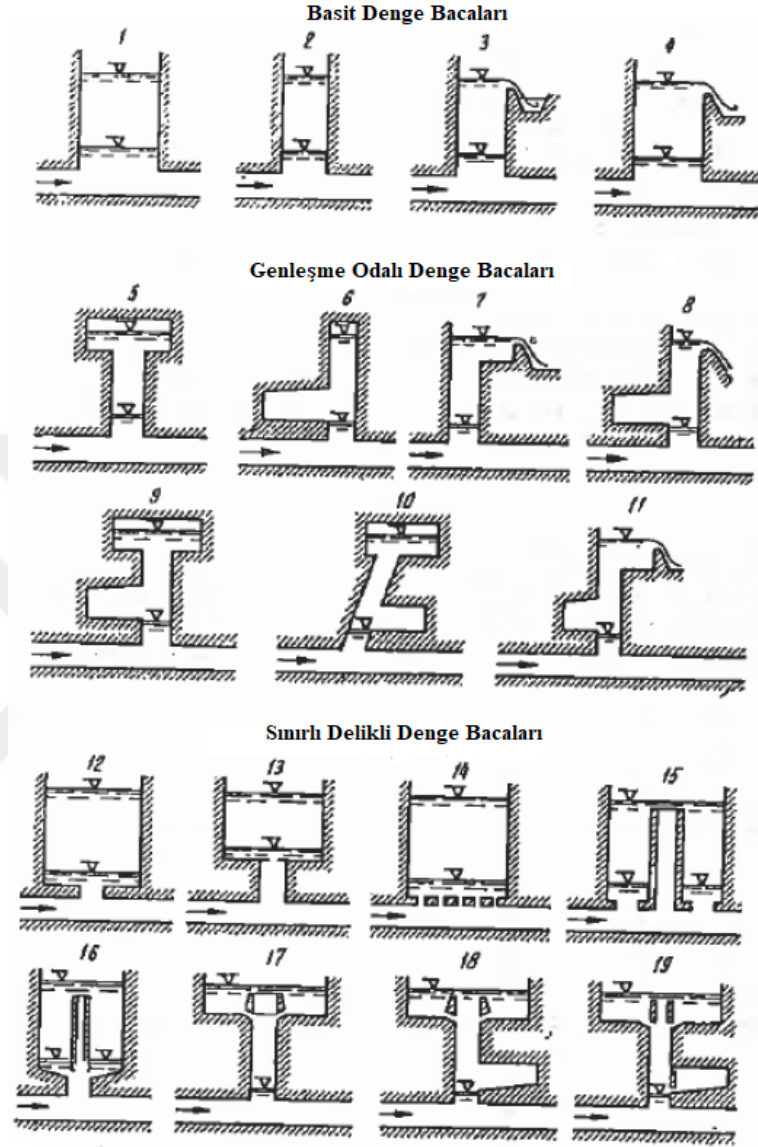 Basit Denge Bacaları
1 2 3 4
Genleşme Odalı Denge Bacaları
5 6 7 8
9 10 11
Sınırlı Delikli Denge Bacaları
12 13 14 15
16 17 18 19